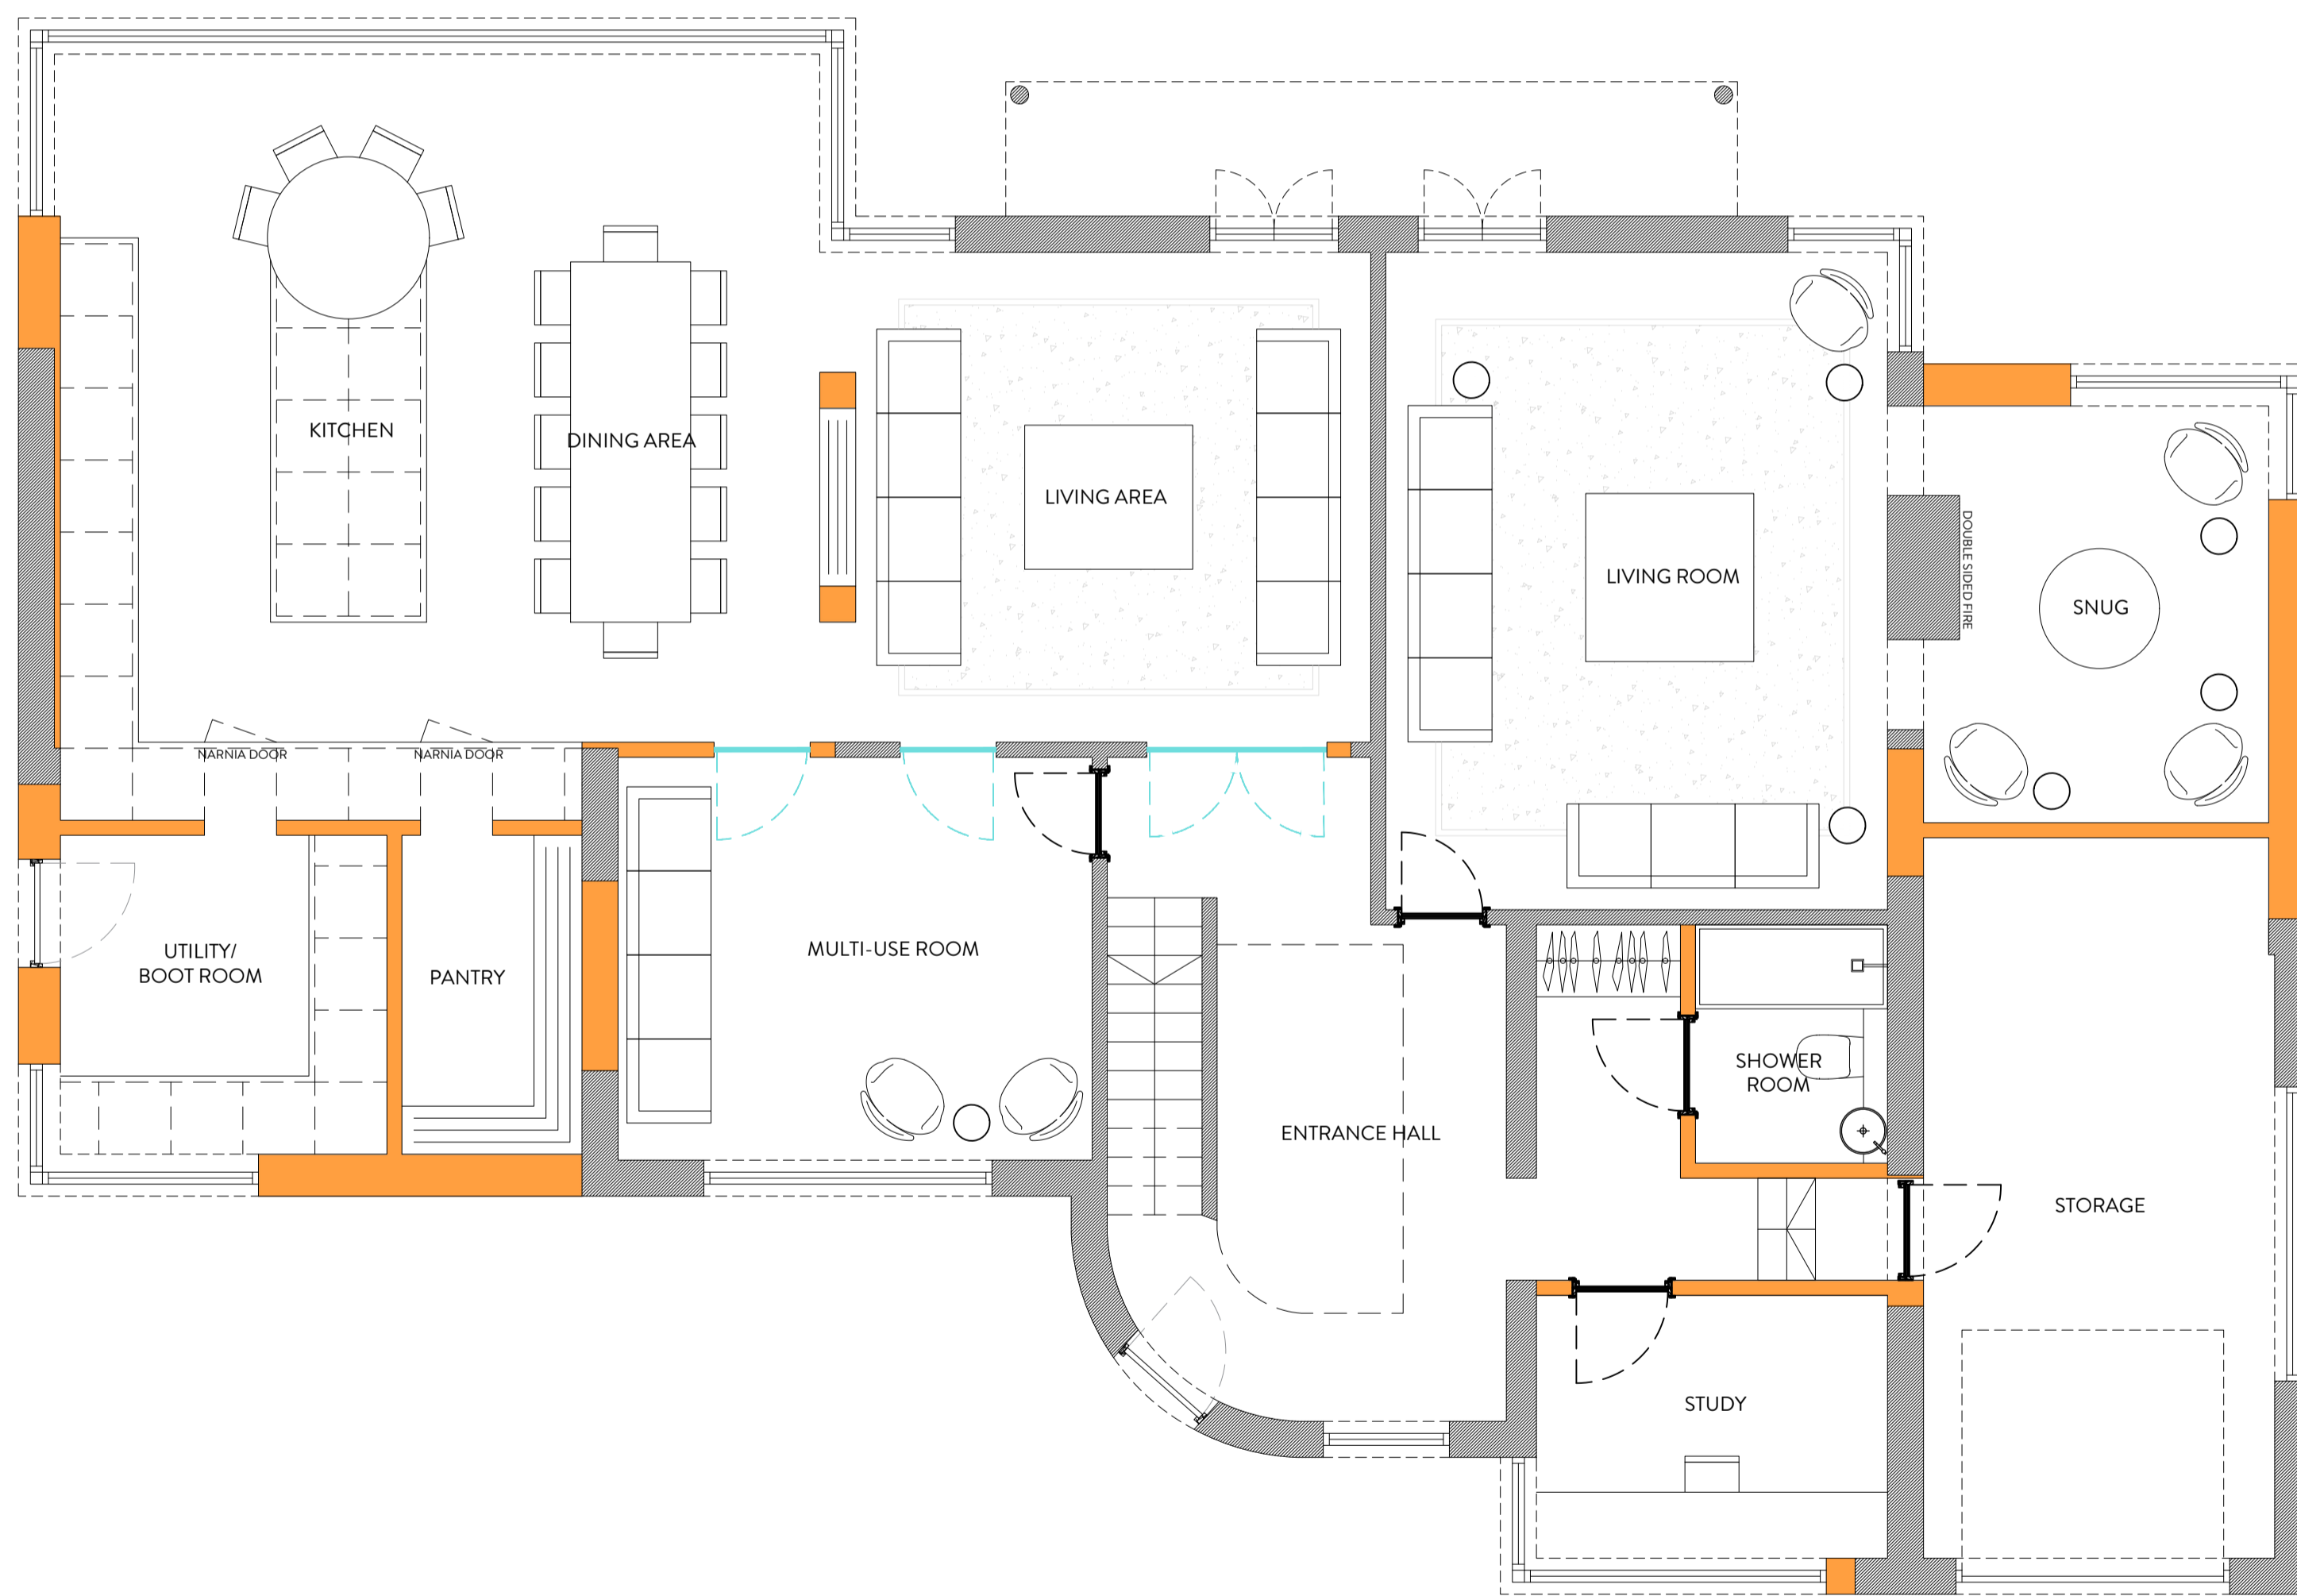 KITCHEN
DINING AREA
LIVING AREA
LIVING ROOM
DOUBLE SIDED FIRE
SNUG
NARNIA DOOR
NARNIA DOOR
UTILITY/
BOOT ROOM
PANTRY
MULTI-USE ROOM
ENTRANCE HALL
SHOWER
ROOM
STORAGE
STUDY